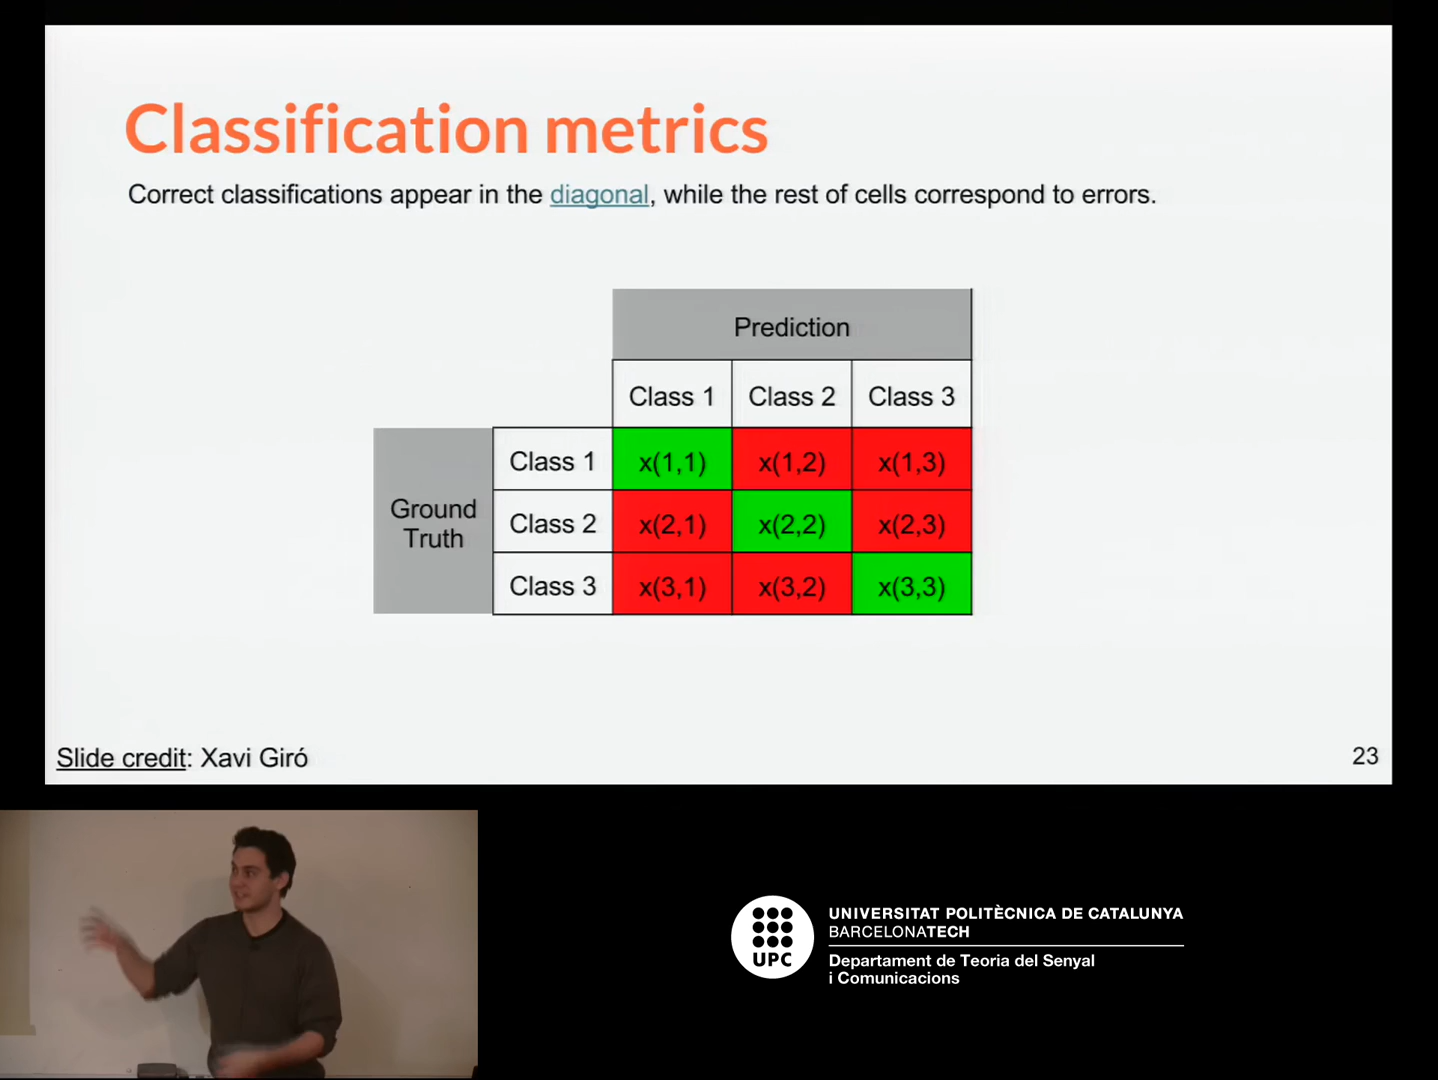 Classification metrics
Correct classifications appear in the diagonal, while the rest of cells correspond to errors.
Prediction
Class 1 Class 2 Class 3
Ground Truth
Class 1 x(1,1) x(1,2) x(1,3)
Class 2 x(2,1) x(2,2) x(2,3)
Class 3 x(3,1) x(3,2) x(3,3)
Slide credit: Xavi Giró
23
UPC
UNIVERSITAT POLITÈCNICA DE CATALUNYA
BARCELONATECH
Departament de Teoria del Senyal
i Comunicacions